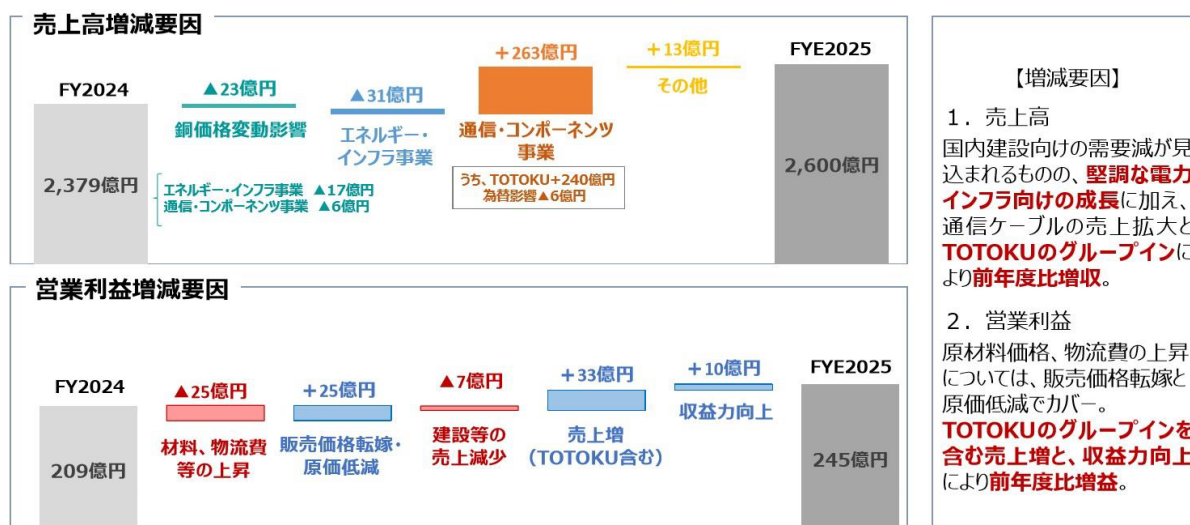 売上高増減要因
FY2024
2,379億円
▲23億円
銅価格変動影響
エネルギー・インフラ事業 ▲17億円
通信・コンポーネンツ事業 ▲6億円
▲31億円
エネルギー・
インフラ事業
+263億円
通信・コンポーネンツ
事業
うち、TOTOKU+240億円
為替影響▲6億円
+13億円
その他
FYE2025
2,600億円
営業利益増減要因
FY2024
209億円
▲25億円
材料、物流費
等の上昇
+25億円
販売価格転嫁・
原価低減
▲7億円
建設等の
売上減少
+33億円
売上増
(TOTOKU含む)
+10億円
収益力向上
FYE2025
245億円
【増減要因】
1. 売上高
国内建設向けの需要減が見
込まれるものの、堅調な電力
インフラ向けの成長に加え、
通信ケーブルの売上拡大と
TOTOKUのグループインに
より前年度比増収。
2. 営業利益
原材料価格、物流費の上昇
については、販売価格転嫁と
原価低減でカバー。
TOTOKUのグループインを
含む売上増と、収益力向上
により前年度比増益。